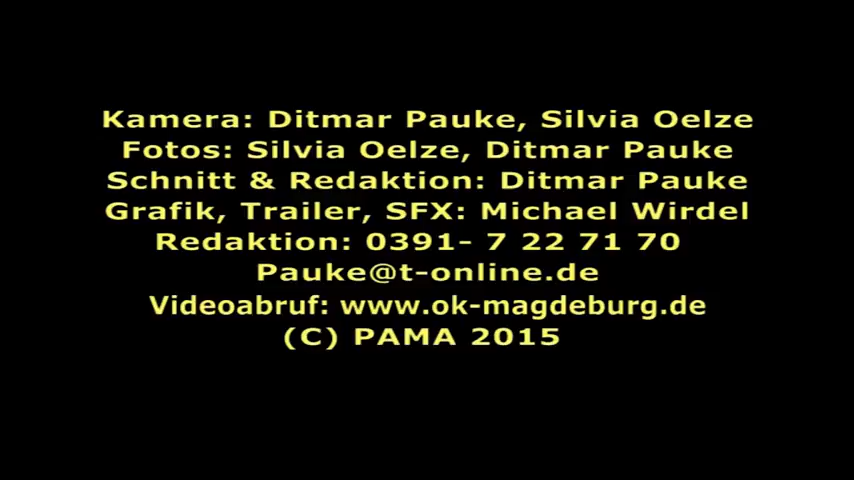 Kamera: Ditmar Pauke, Silvia Oelze
Fotos: Silvia Oelze, Ditmar Pauke
Schnitt & Redaktion: Ditmar Pauke
Grafik, Trailer, SFX: Michael Wirdel
Redaktion: 0391- 7 22 71 70
Pauke@t-online.de
Videoabruf: www.ok-magdeburg.de
(C) PAMA 2015